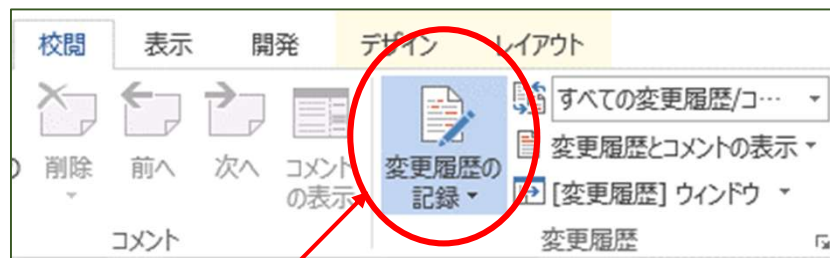 校閲 表示 開発 デザイン レイアウト
削除 前へ 次へ コメント
の表示
コメント
変更履歴の
記録
すべての変更履歴/コ…
変更履歴とコメントの表示
[変更履歴] ウィンドウ
変更履歴